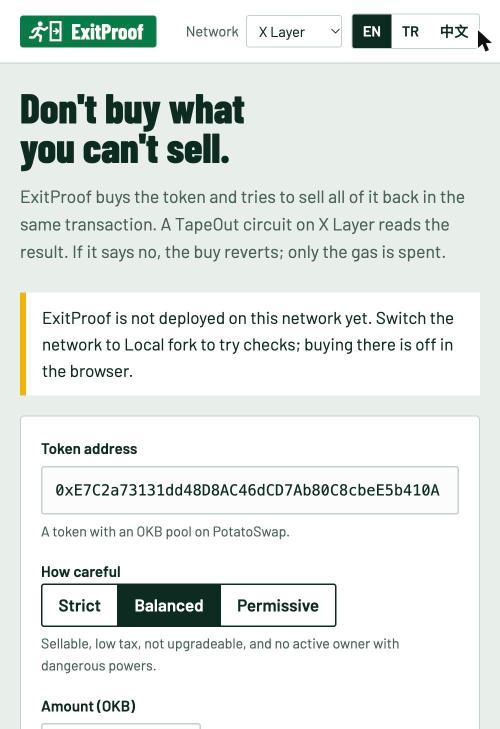 ExitProof
Network
X Layer
EN
TR
中文
Don't buy what
you can't sell.
ExitProof buys the token and tries to sell all of it back in the
same transaction. A TapeOut circuit on X Layer reads the
result. If it says no, the buy reverts; only the gas is spent.
ExitProof is not deployed on this network yet. Switch the
network to Local fork to try checks; buying there is off in
the browser.
Token address
0xE7C2a73131dd48D8AC46dCD7Ab80C8cbeE5b410A
A token with an OKB pool on PotatoSwap.
How careful
Strict
Balanced
Permissive
Sellable, low tax, not upgradeable, and no active owner with
dangerous powers.
Amount (OKB)